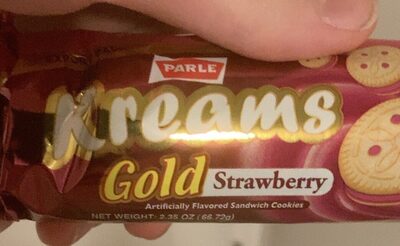 PARLE
Kreams
Gold Strawberry
Artificially Flavored Sandwich Cookies
NET WEIGHT: 2.35 OZ (66.72g)